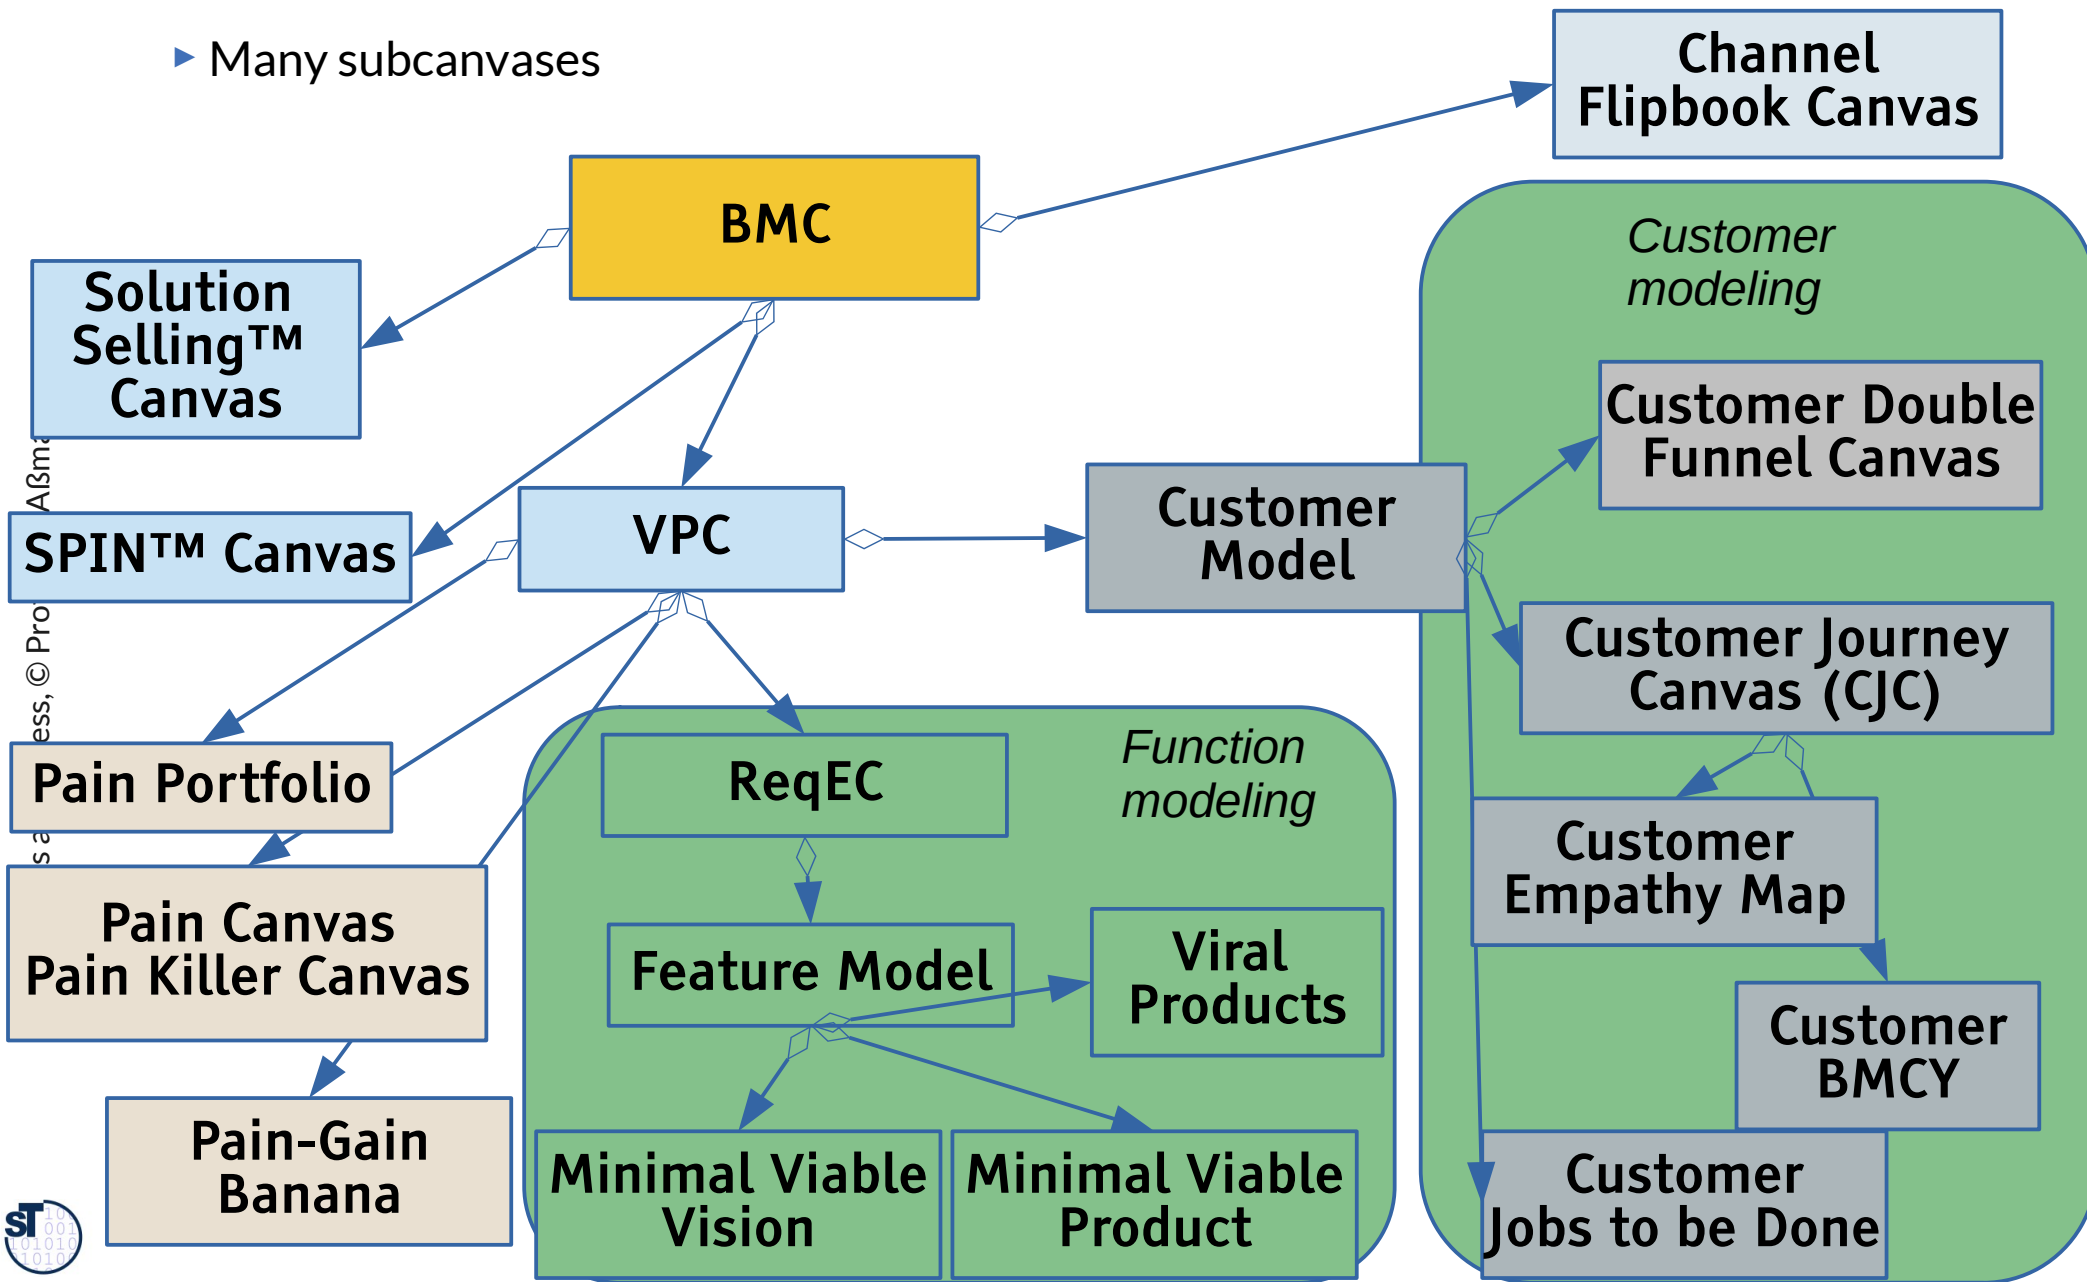 Many subcanvases
Channel
Flipbook Canvas
BMC
Customer
modeling
Solution
Selling™
Canvas
Customer Double
Funnel Canvas
Customer
Model
VPC
SPIN™ Canvas
Customer Journey
Canvas (CJC)
Pain Portfolio
ReqEC
Function
modeling
Customer
Empathy Map
Pain Canvas
Pain Killer Canvas
Feature Model
Viral
Products
Customer
BMCY
Pain-Gain
Banana
Minimal Viable
Vision
Minimal Viable
Product
Customer
Jobs to be Done
sT